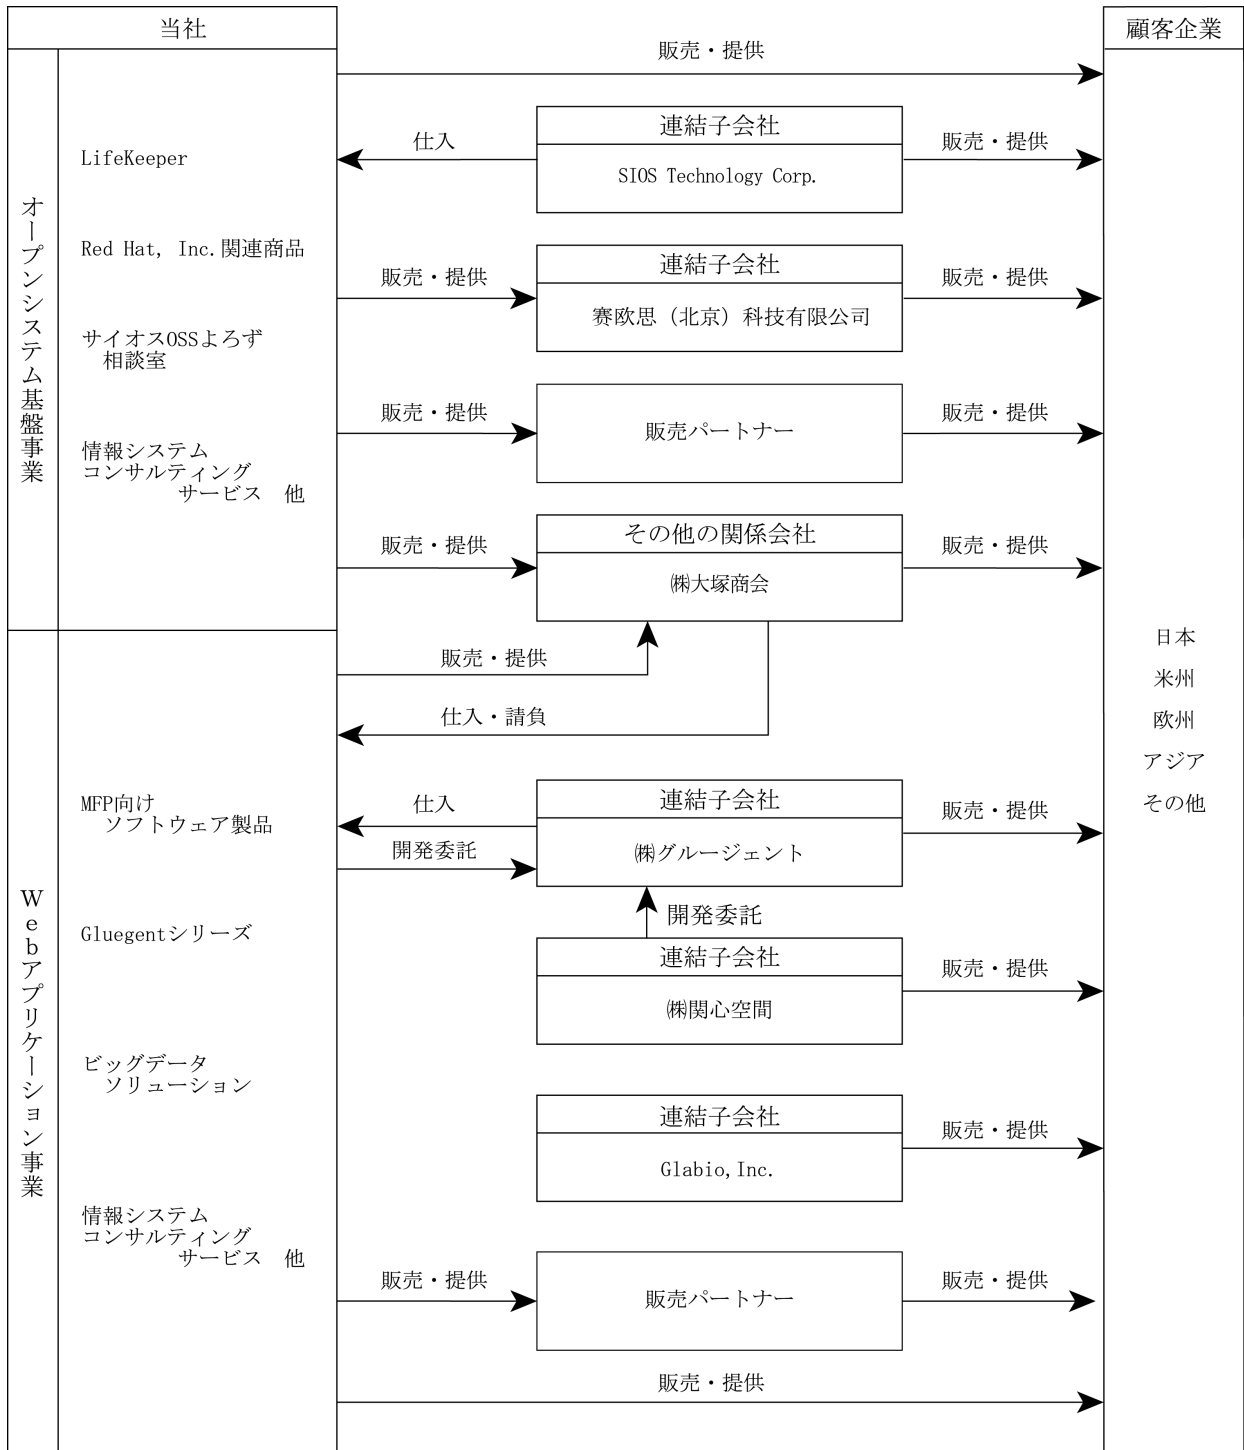 当社
顧客企業
オープンシステム基盤事業
LifeKeeper
Red Hat, Inc.関連商品
サイオスOSSよろず
相談室
情報システム
コンサルティング
サービス　他
販売・提供
仕入
連結子会社
SIOS Technology Corp.
販売・提供
販売・提供
連結子会社
賽欧思（北京）科技有限公司
販売・提供
販売・提供
販売パートナー
販売・提供
販売・提供
その他の関係会社
㈱大塚商会
販売・提供
販売・提供
仕入・請負
Webアプリケーション事業
MFP向け
ソフトウェア製品
Gluegentシリーズ
ビッグデータ
ソリューション
情報システム
コンサルティング
サービス　他
仕入
開発委託
連結子会社
㈱グルージェント
販売・提供
開発委託
連結子会社
㈱関心空間
販売・提供
連結子会社
Glabio,Inc.
販売・提供
販売・提供
販売パートナー
販売・提供
販売・提供
日本
米州
欧州
アジア
その他